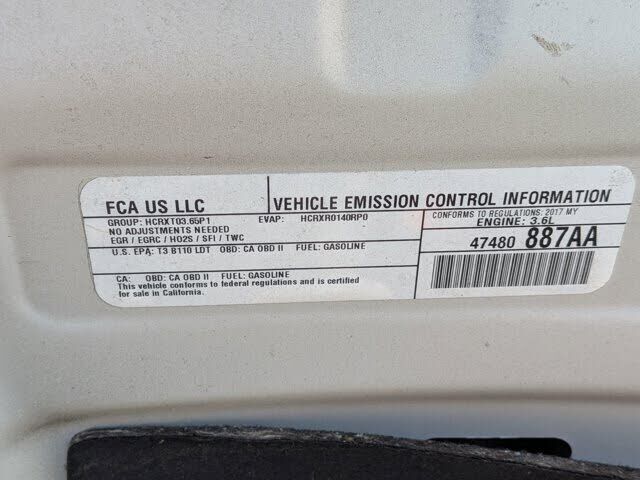 FCA US LLC
VEHICLE EMISSION CONTROL INFORMATION
GROUP: HCRXT03.65P1 EVAP: HCRXR0140RP0
NO ADJUSTMENTS NEEDED
EGR / EGRC / HO2S / SFI / TWC
U.S. EPA: T3 B110 LDT OBD: CA OBD II FUEL: GASOLINE
CA: OBD: CA OBD II FUEL: GASOLINE
This vehicle conforms to federal regulations and is certified
for sale in California.
CONFORMS TO REGULATIONS: 2017 MY
ENGINE: 3.6L
47480 887AA